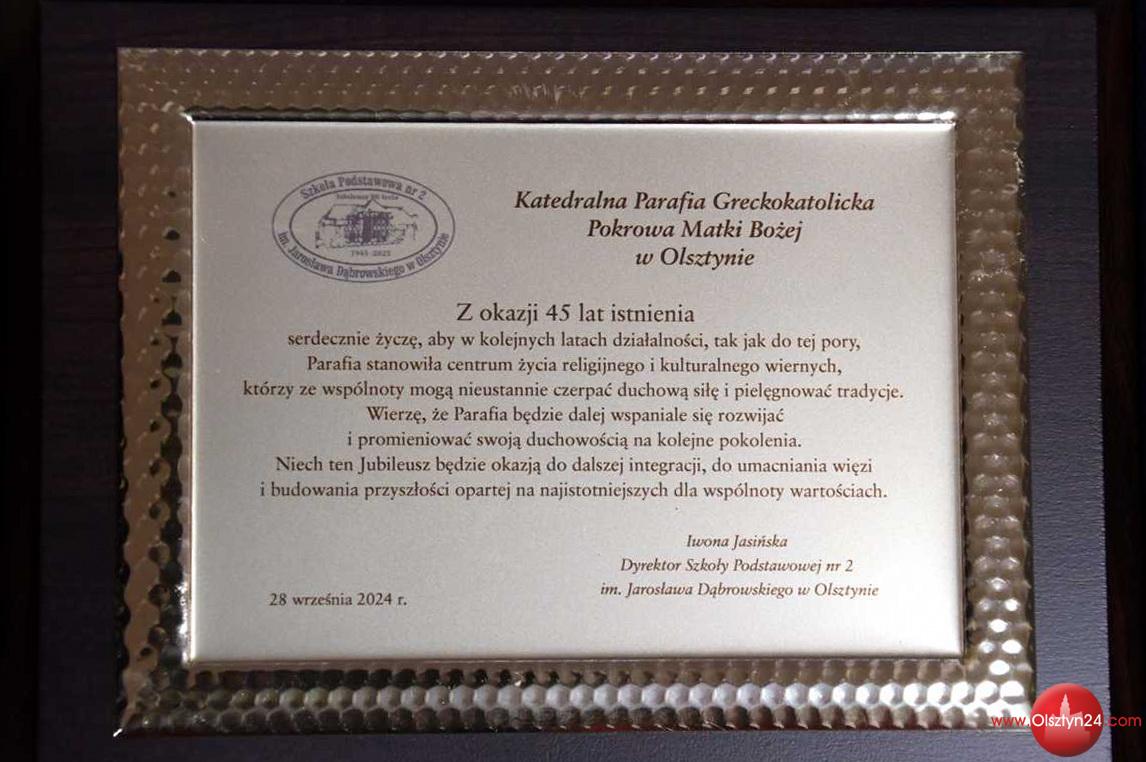 Szkoła Podstawowa nr 2
1945-2025
im. Jarosława Dąbrowskiego w Olsztynie
Katedralna Parafia Greckokatolicka
Pokrowa Matki Bożej
w Olsztynie
Z okazji 45 lat istnienia
serdecznie życzę, aby w kolejnych latach działalności, tak jak do tej pory,
Parafia stanowiła centrum życia religijnego i kulturalnego wiernych,
którzy ze wspólnoty mogą nieustannie czerpać duchową siłę i pielęgnować tradycje.
Wierzę, że Parafia będzie dalej wspaniale się rozwijać
i promieniować swoją duchowością na kolejne pokolenia.
Niech ten Jubileusz będzie okazją do dalszej integracji, do umacniania więzi
i budowania przyszłości opartej na najistotniejszych dla wspólnoty wartościach.
Iwona Jasińska
Dyrektor Szkoły Podstawowej nr 2
im. Jarosława Dąbrowskiego w Olsztynie
28 września 2024 r.
www.Olsztyn24.com